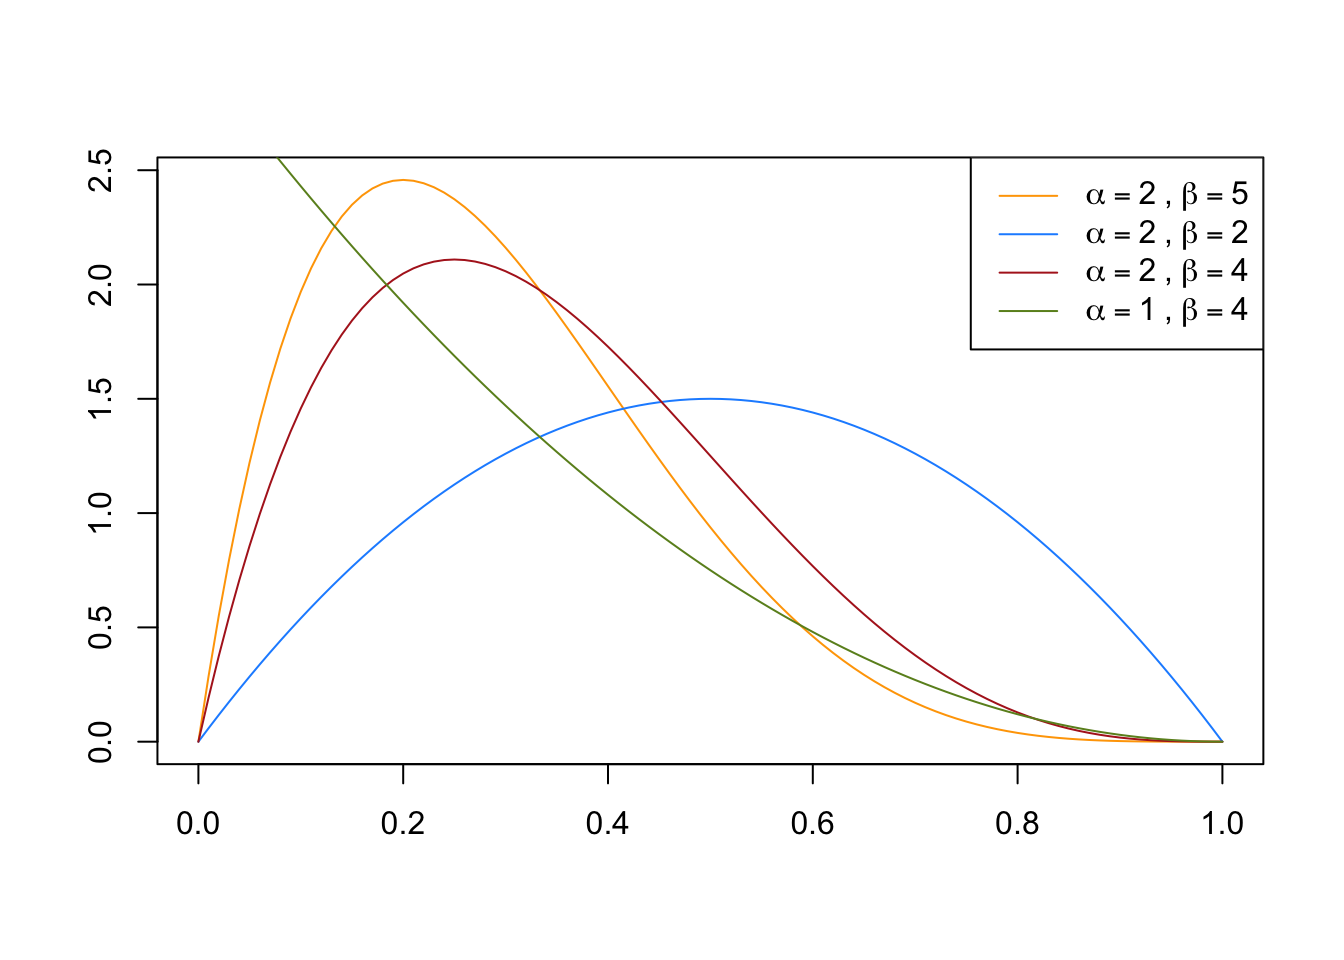 α = 2 , β = 5
α = 2 , β = 2
α = 2 , β = 4
α = 1 , β = 4
2.5
2.0
1.5
1.0
0.5
0.0
0.0 0.2 0.4 0.6 0.8 1.0